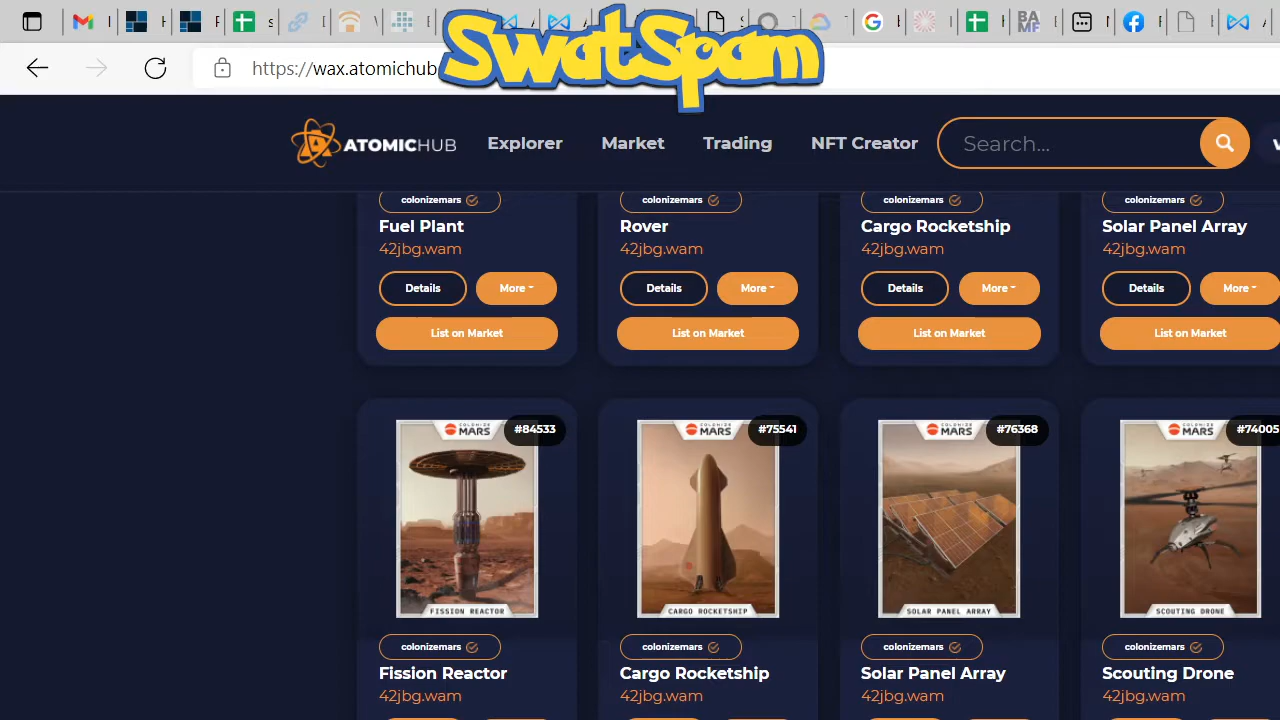 SwatSpam
https://wax.atomichub
ATOMICHUB Explorer Market Trading NFT Creator Search...
colonizemars colonizemars colonizemars colonizemars
Fuel Plant Rover Cargo Rocketship Solar Panel Array
42jbg.wam 42jbg.wam 42jbg.wam 42jbg.wam
Details More Details More Details More Details More
List on Market List on Market List on Market List on Market
#84533 #75541 #76368 #74005
COLONIZE MARS COLONIZE MARS COLONIZE MARS COLONIZE MARS
FISSION REACTOR CARGO ROCKETSHIP SOLAR PANEL ARRAY SCOUTING DRONE
colonizemars colonizemars colonizemars colonizemars
Fission Reactor Cargo Rocketship Solar Panel Array Scouting Drone
42jbg.wam 42jbg.wam 42jbg.wam 42jbg.wam